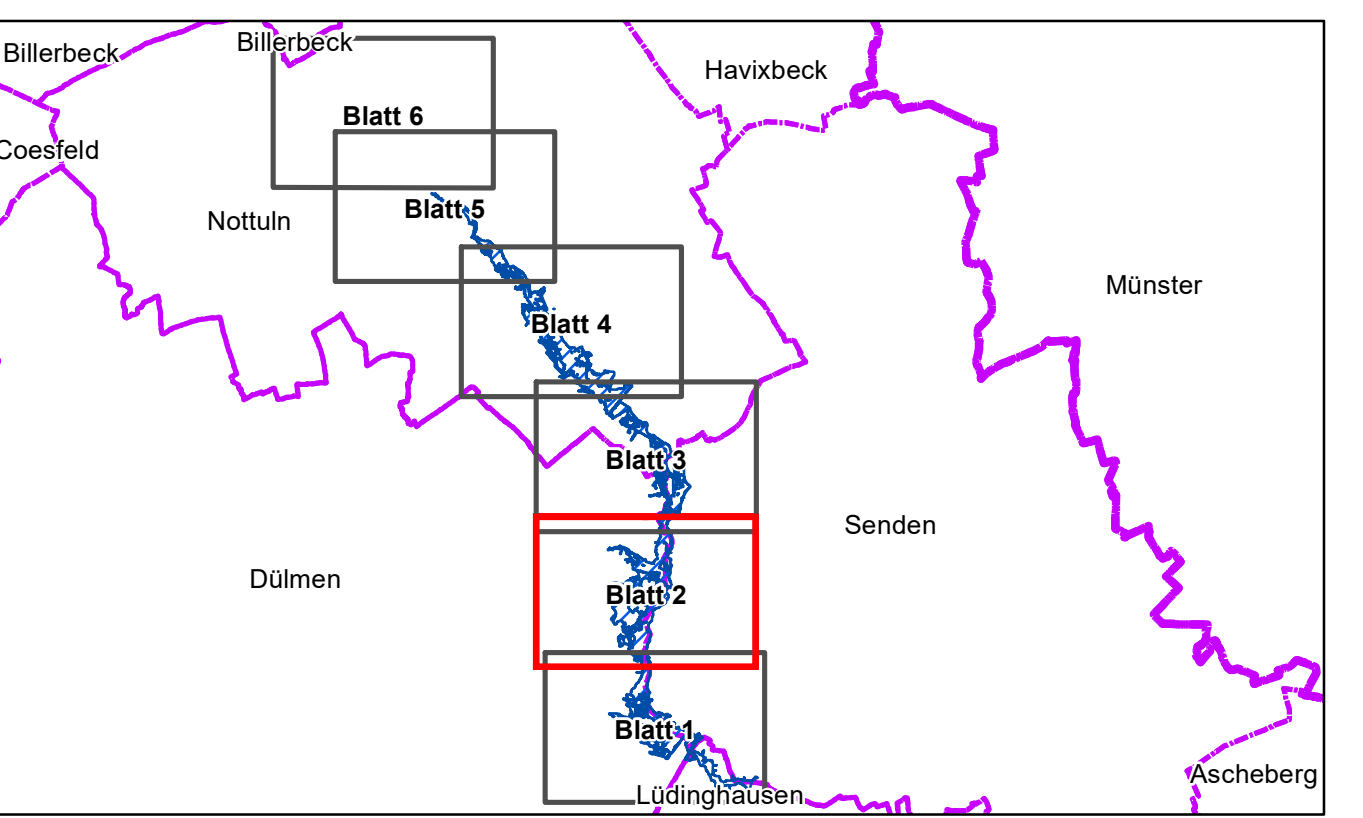 Billerbeck
Billerbeck
Havixbeck
Blatt 6
Coesfeld
Blatt 5
Nottuln
Münster
Blatt 4
Blatt 3
Senden
Dülmen
Blatt 2
Blatt 1
Ascheberg
Lüdinghausen